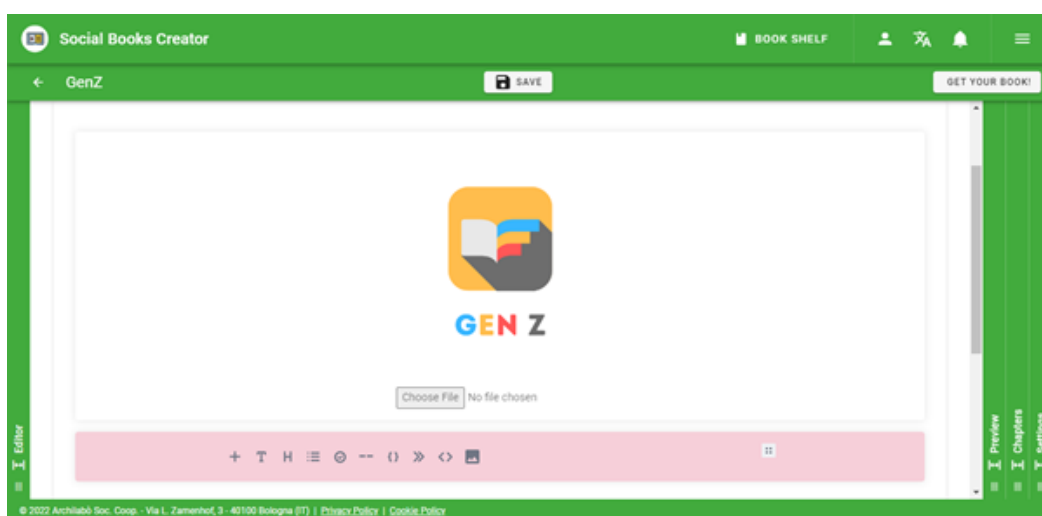 Social Books Creator
BOOK SHELF
GenZ
SAVE
GET YOUR BOOK!
GEN Z
Choose File No file chosen
Editor
Preview
Chapters
Settings
T H
© 2022 Archilabò Soc. Coop. - Via L. Zamenhof, 3 - 40100 Bologna (IT) | Privacy Policy | Cookie Policy